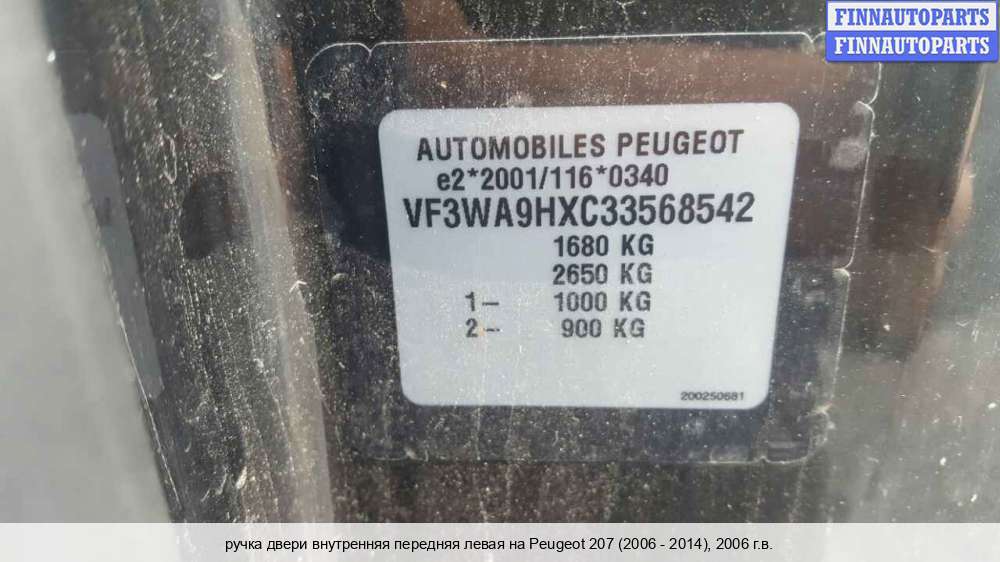 FINNAUTOPARTS
FINNAUTOPARTS
AUTOMOBILES PEUGEOT
e2*2001/116*0340
VF3WA9HXC33568542
1680 KG
2650 KG
1- 1000 KG
2- 900 KG
200250681
ручка двери внутренняя передняя левая на Peugeot 207 (2006 - 2014), 2006 г.в.